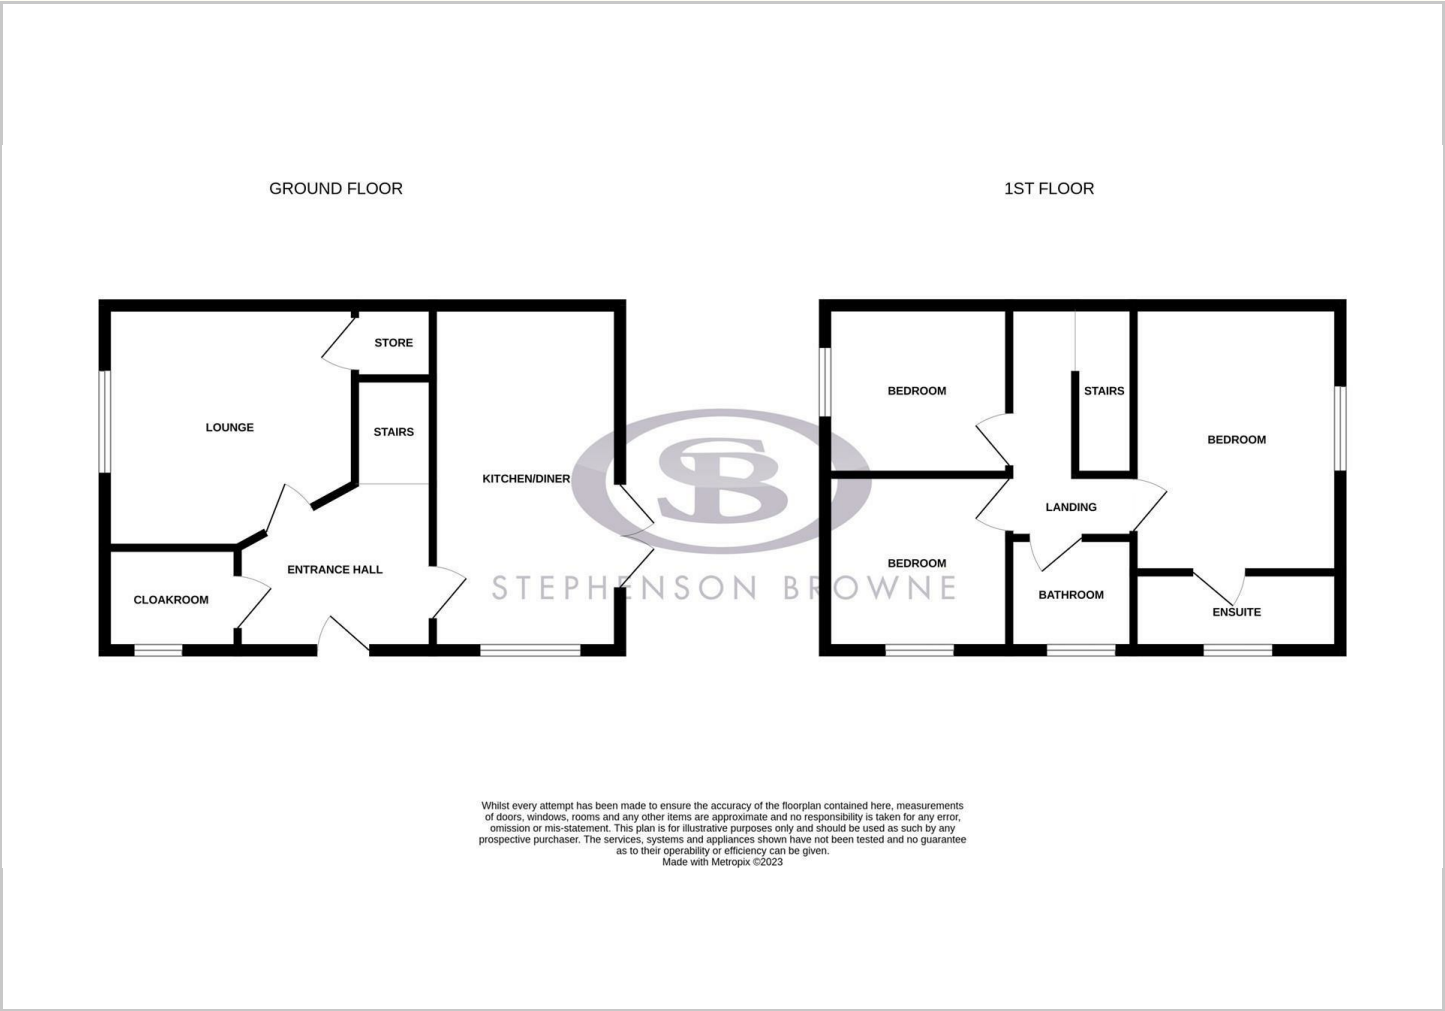 GROUND FLOOR
1ST FLOOR
STORE
STAIRS
LOUNGE
KITCHEN/DINER
ENTRANCE HALL
CLOAKROOM
BEDROOM
STAIRS
BEDROOM
LANDING
BEDROOM
BATHROOM
ENSUITE
SB
STEPHENSON BROWNE
Whilst every attempt has been made to ensure the accuracy of the floorplan contained here, measurements
of doors, windows, rooms and any other items are approximate and no responsibility is taken for any error,
omission or mis-statement. This plan is for illustrative purposes only and should be used as such by any
prospective purchaser. The services, systems and appliances shown have not been tested and no guarantee
as to their operability or efficiency can be given.
Made with Metropix ©2023